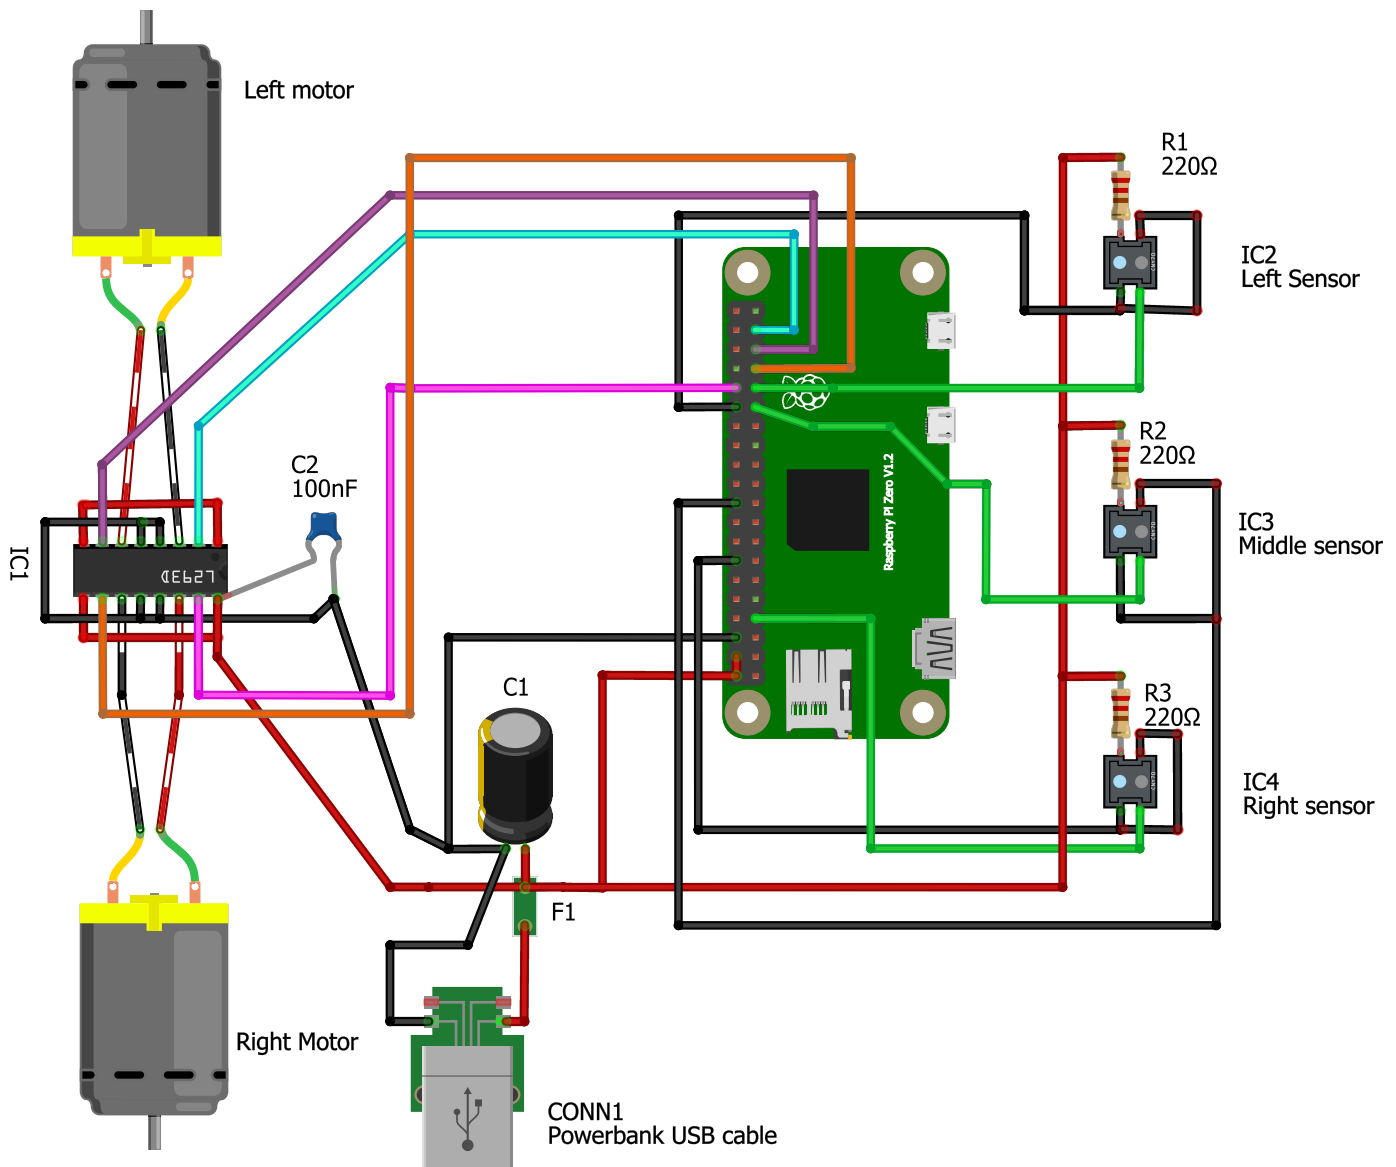 Left motor
R1
220Ω
IC2
Left Sensor
R2
220Ω
C2
100nF
Raspberry Pi Zero V1.2
IC3
Middle sensor
IC1
L293D
C1
R3
220Ω
IC4
Right sensor
F1
Right Motor
CONN1
Powerbank USB cable